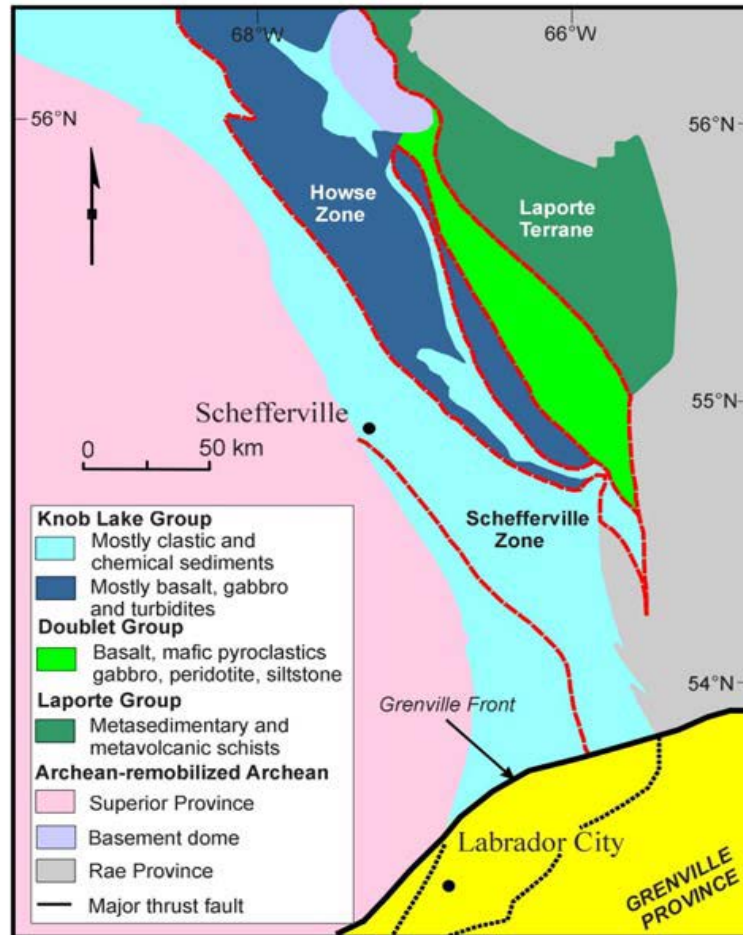 68°W
66°W
56°N
56°N
Howse
Zone
Laporte
Terrane
55°N
Schefferville
0 50 km
Schefferville
Zone
Knob Lake Group
Mostly clastic and
chemical sediments
Mostly basalt, gabbro
and turbidites
Doublet Group
Basalt, mafic pyroclastics
gabbro, peridotite, siltstone
Laporte Group
Metasedimentary and
metavolcanic schists
Archean-remobilized Archean
Superior Province
Basement dome
Rae Province
Major thrust fault
54°N
Grenville Front
Labrador City
GRENVILLE
PROVINCE